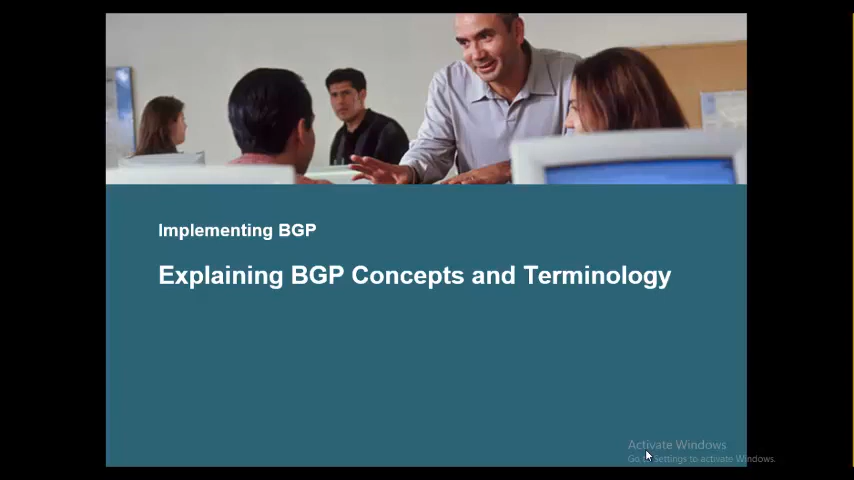 Implementing BGP
Explaining BGP Concepts and Terminology
Activate Windows
Go to Settings to activate Windows.